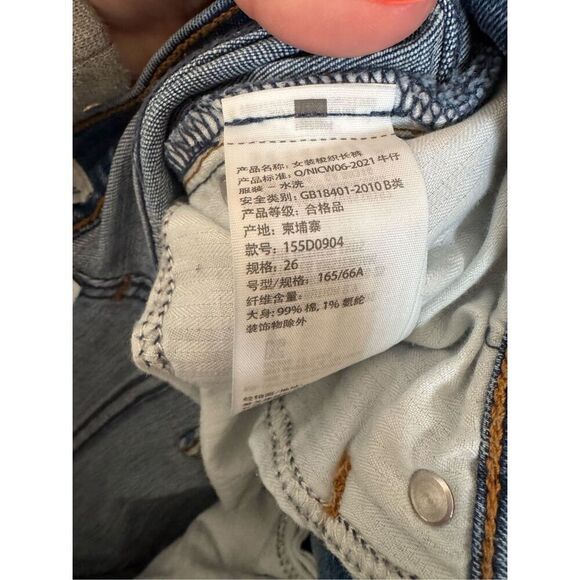 产品名称: 女装梭织长裤
产品标准: Q/NICW06-2021 牛仔
服装 – 水洗
安全类别: GB18401-2010 B类
产品等级: 合格品
产地: 柬埔寨
款号: 155D0904
规格: 26
号型/规格: 165/66A
纤维含量:
大身: 99% 棉, 1% 氨纶
装饰物除外